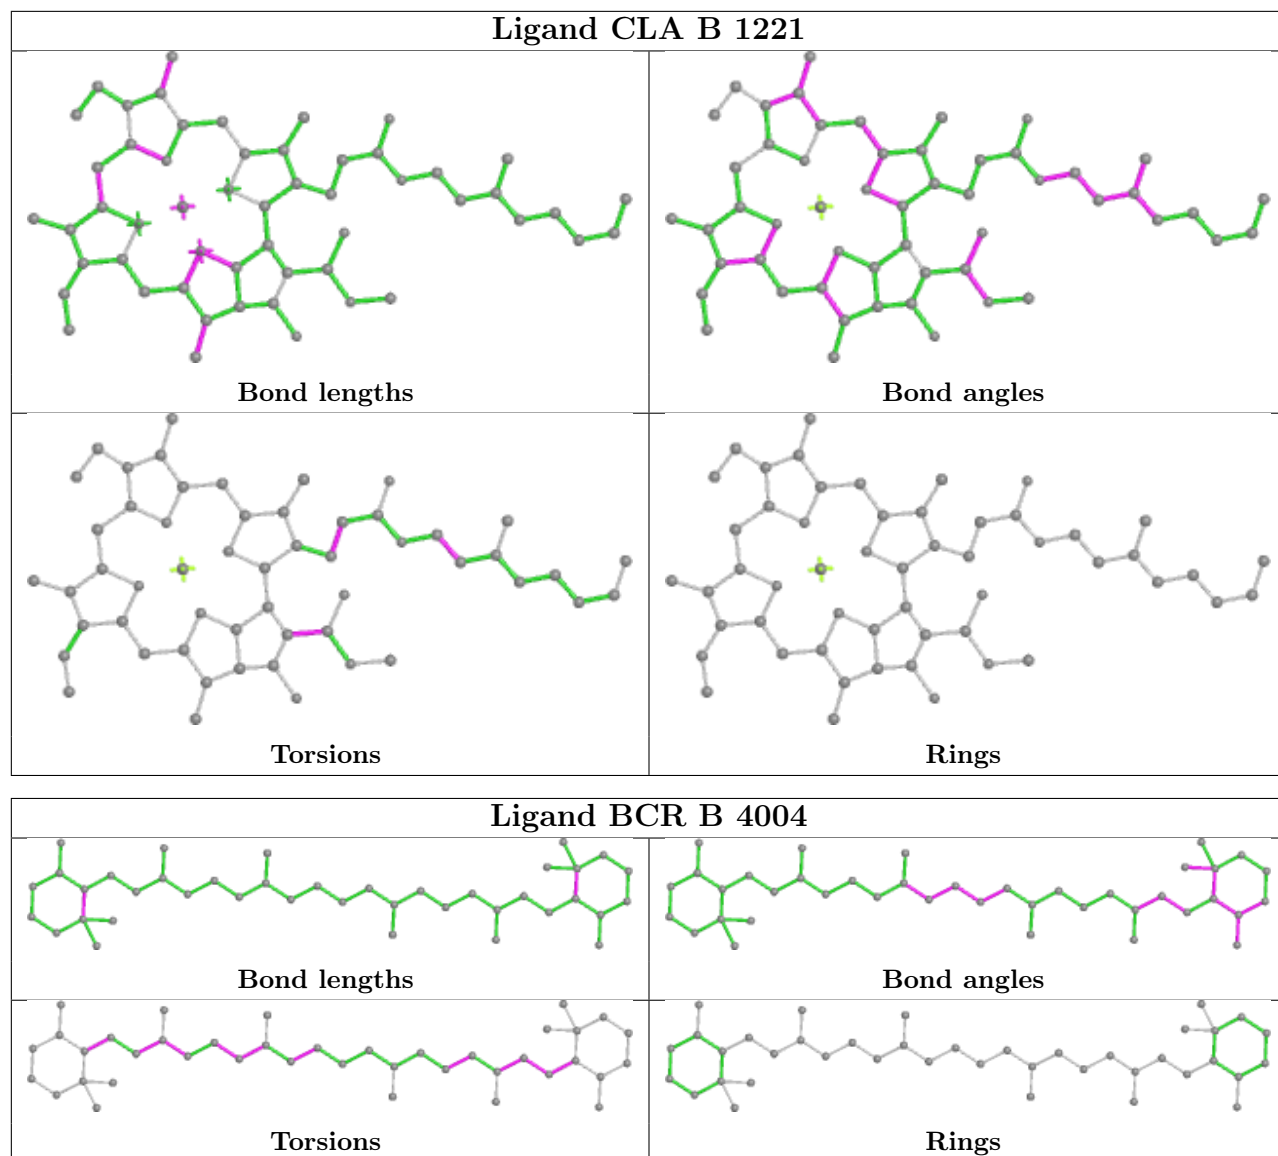 Ligand CLA B 1221
Bond lengths
Bond angles
Torsions
Rings
Ligand BCR B 4004
Bond lengths
Bond angles
Torsions
Rings